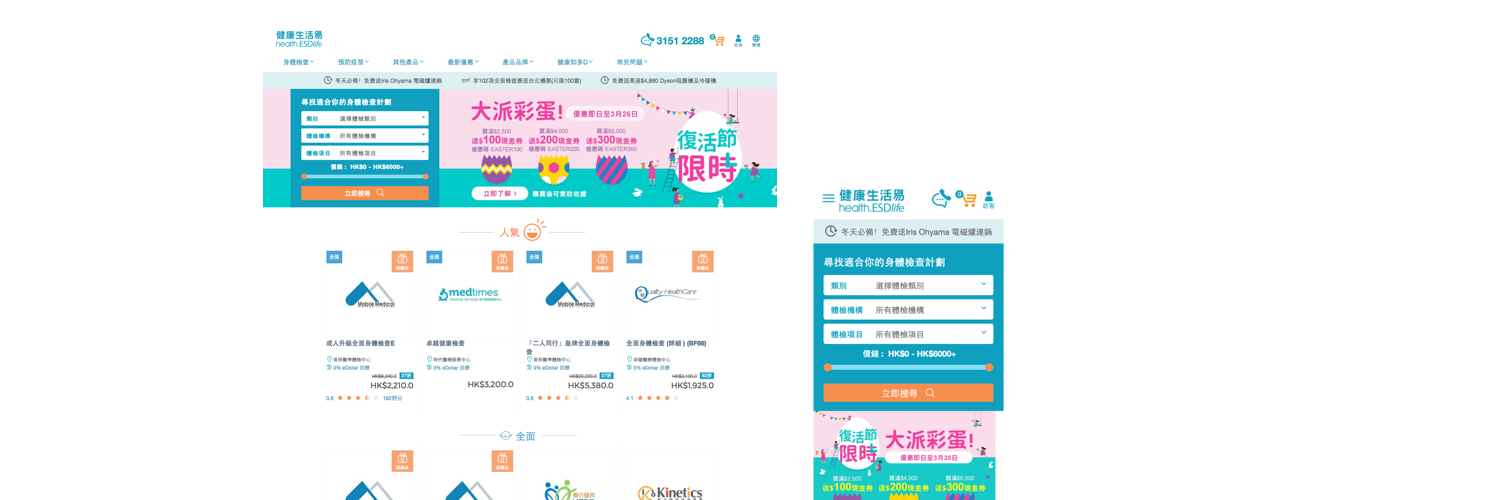 健康生活易
health.ESDlife
3151 2288
0
訪客
繁體
身體檢查
預防疫苗
其他產品
最新優惠
產品品牌
健康知多D
常見問題
冬天必備！免費送Iris Ohyama 電磁爐連鍋
享102項全面檢查兼送台北機票(只限100套)
免費送高達$4,860 Dyson吸塵機及冷暖機
尋找適合你的身體檢查計劃
類別 選擇體檢類別
體檢機構 所有體檢機構
體檢項目 所有體檢項目
價錢 : HK$0 - HK$6000+
立即搜尋
大派彩蛋!
優惠即日至3月26日
買滿$2,500
送$100現金券
優惠碼 EASTER100
買滿$4,000
送$200現金券
優惠碼 EASTER200
買滿$6,000
送$300現金券
優惠碼 EASTER300
立即了解 >
購買後可索取收據
復活節
限時
人氣
全面
Mobile Medical
成人升級全面身體檢查E
3% eDollar 回贈
HK$2,210.0
3.8
162評分
medtimes
卓越健康檢查
時代醫療服務中心
3% eDollar 回贈
HK$3,200.0
全面
Mobile Medical
「二人同行」皇牌全面身體檢
查
3% eDollar 回贈
HK$5,380.0
3.8
全面
Quality HealthCare
全面身體檢查 (詳細) (BF66)
卓健醫療體檢中心
3% eDollar 回贈
HK$1,925.0
4.1
全面
Kinetics
健康生活易
health.ESDlife
0
訪客
冬天必備！免費送Iris Ohyama 電磁爐連鍋
尋找適合你的身體檢查計劃
類別 選擇體檢類別
體檢機構 所有體檢機構
體檢項目 所有體檢項目
價錢 : HK$0 - HK$6000+
立即搜尋
復活節
限時
大派彩蛋!
優惠即日至3月26日
買滿$2,500
送$100現金券
買滿$4,000
送$200現金券
買滿$6,000
送$300現金券